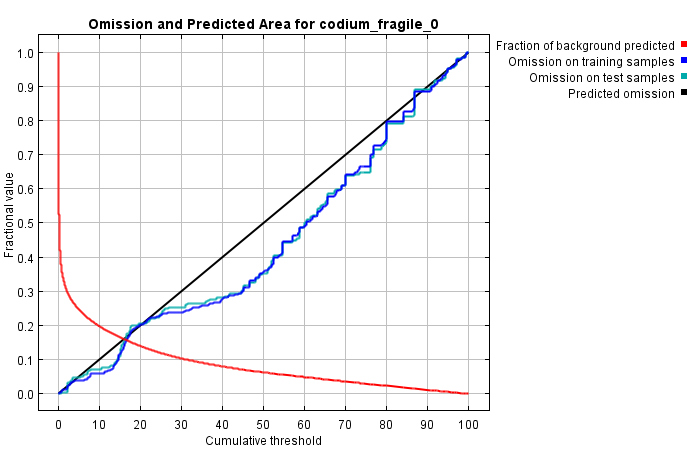 Omission and Predicted Area for codium_fragile_0
Fraction of background predicted
Omission on training samples
Omission on test samples
Predicted omission
Fractional value
1.0
0.9
0.8
0.7
0.6
0.5
0.4
0.3
0.2
0.1
0.0
0 10 20 30 40 50 60 70 80 90 100
Cumulative threshold